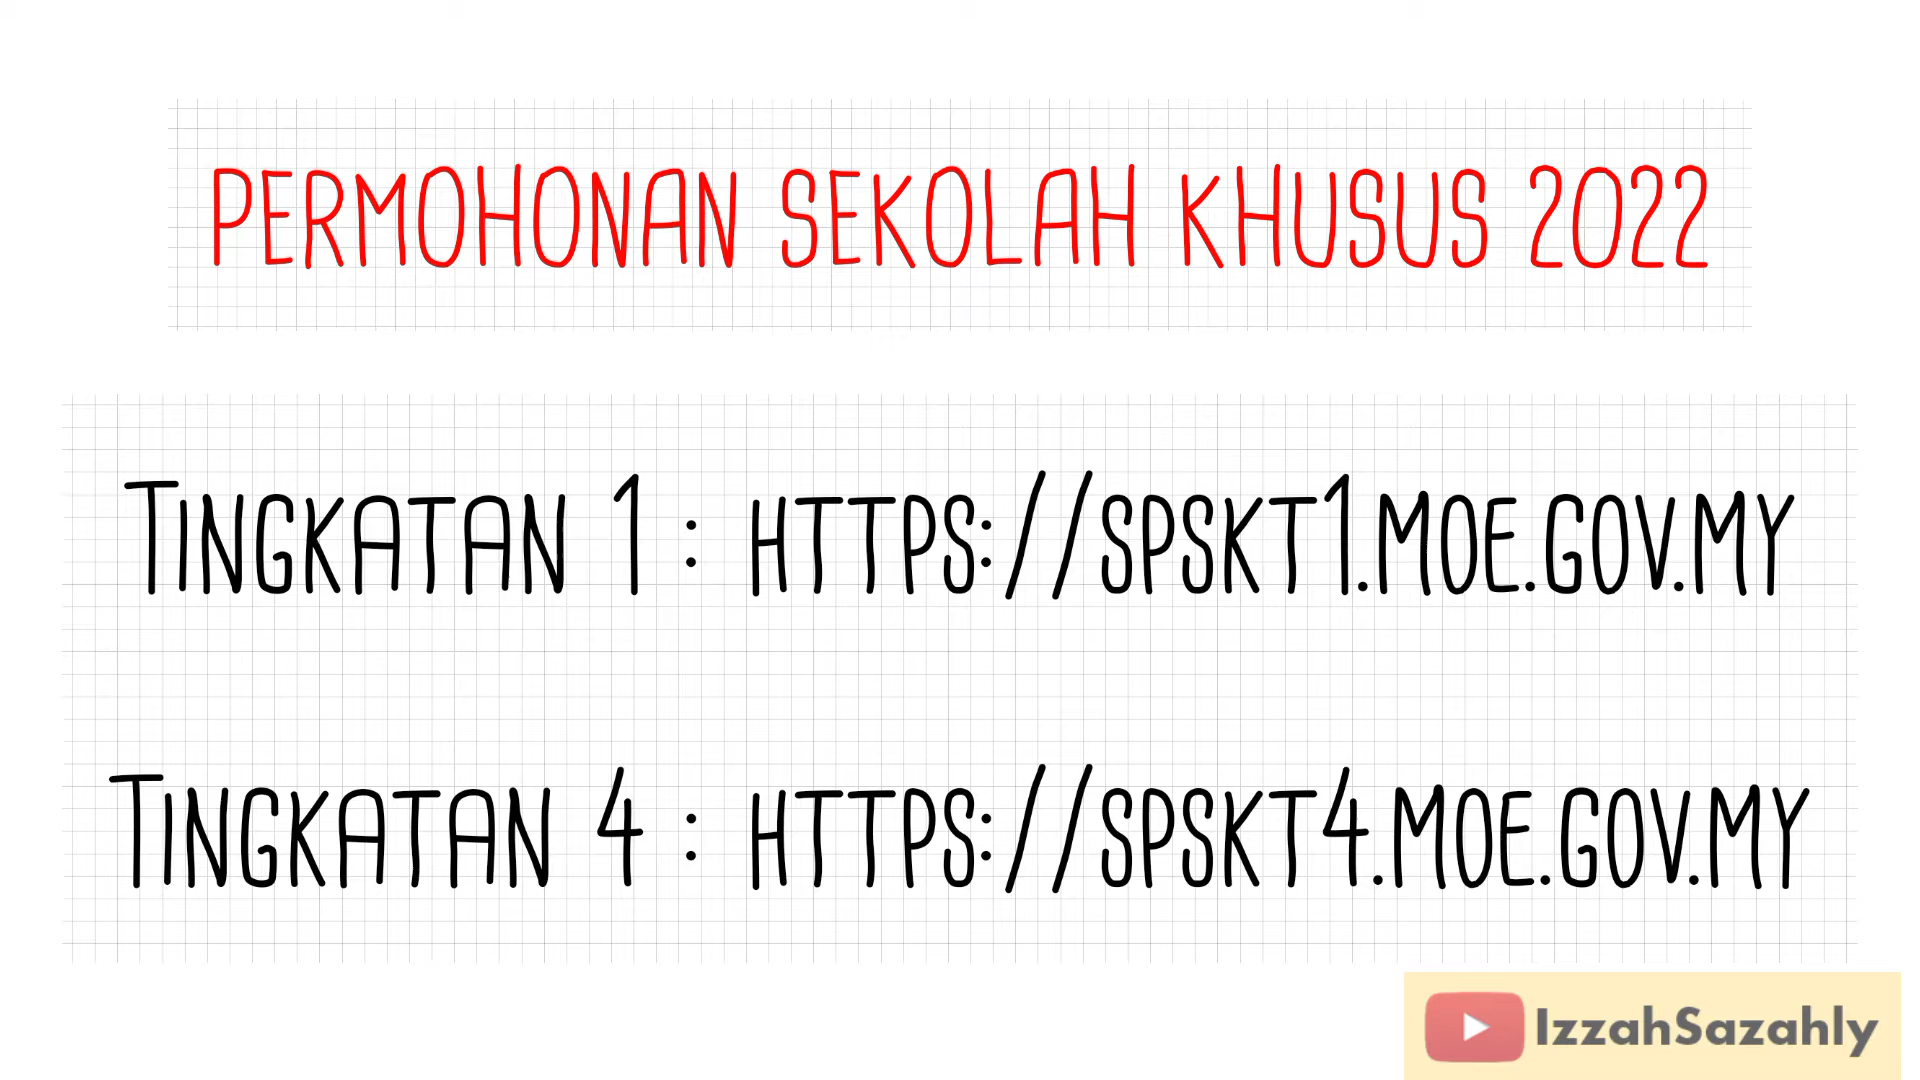 PERMOHONAN SEKOLAH KHUSUS 2022
TINGKATAN 1 : HTTPS://SPSKT1.MOE.GOV.MY
TINGKATAN 4 : HTTPS://SPSKT4.MOE.GOV.MY
IzzahSazahly